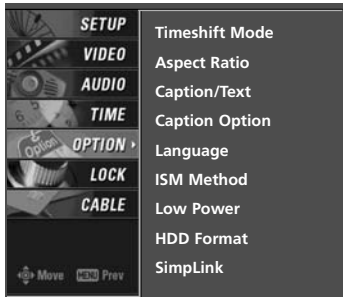 SETUP
VIDEO
AUDIO
TIME
OPTION
LOCK
CABLE
Move MENU Prev
Timeshift Mode
Aspect Ratio
Caption/Text
Caption Option
Language
ISM Method
Low Power
HDD Format
SimpLink